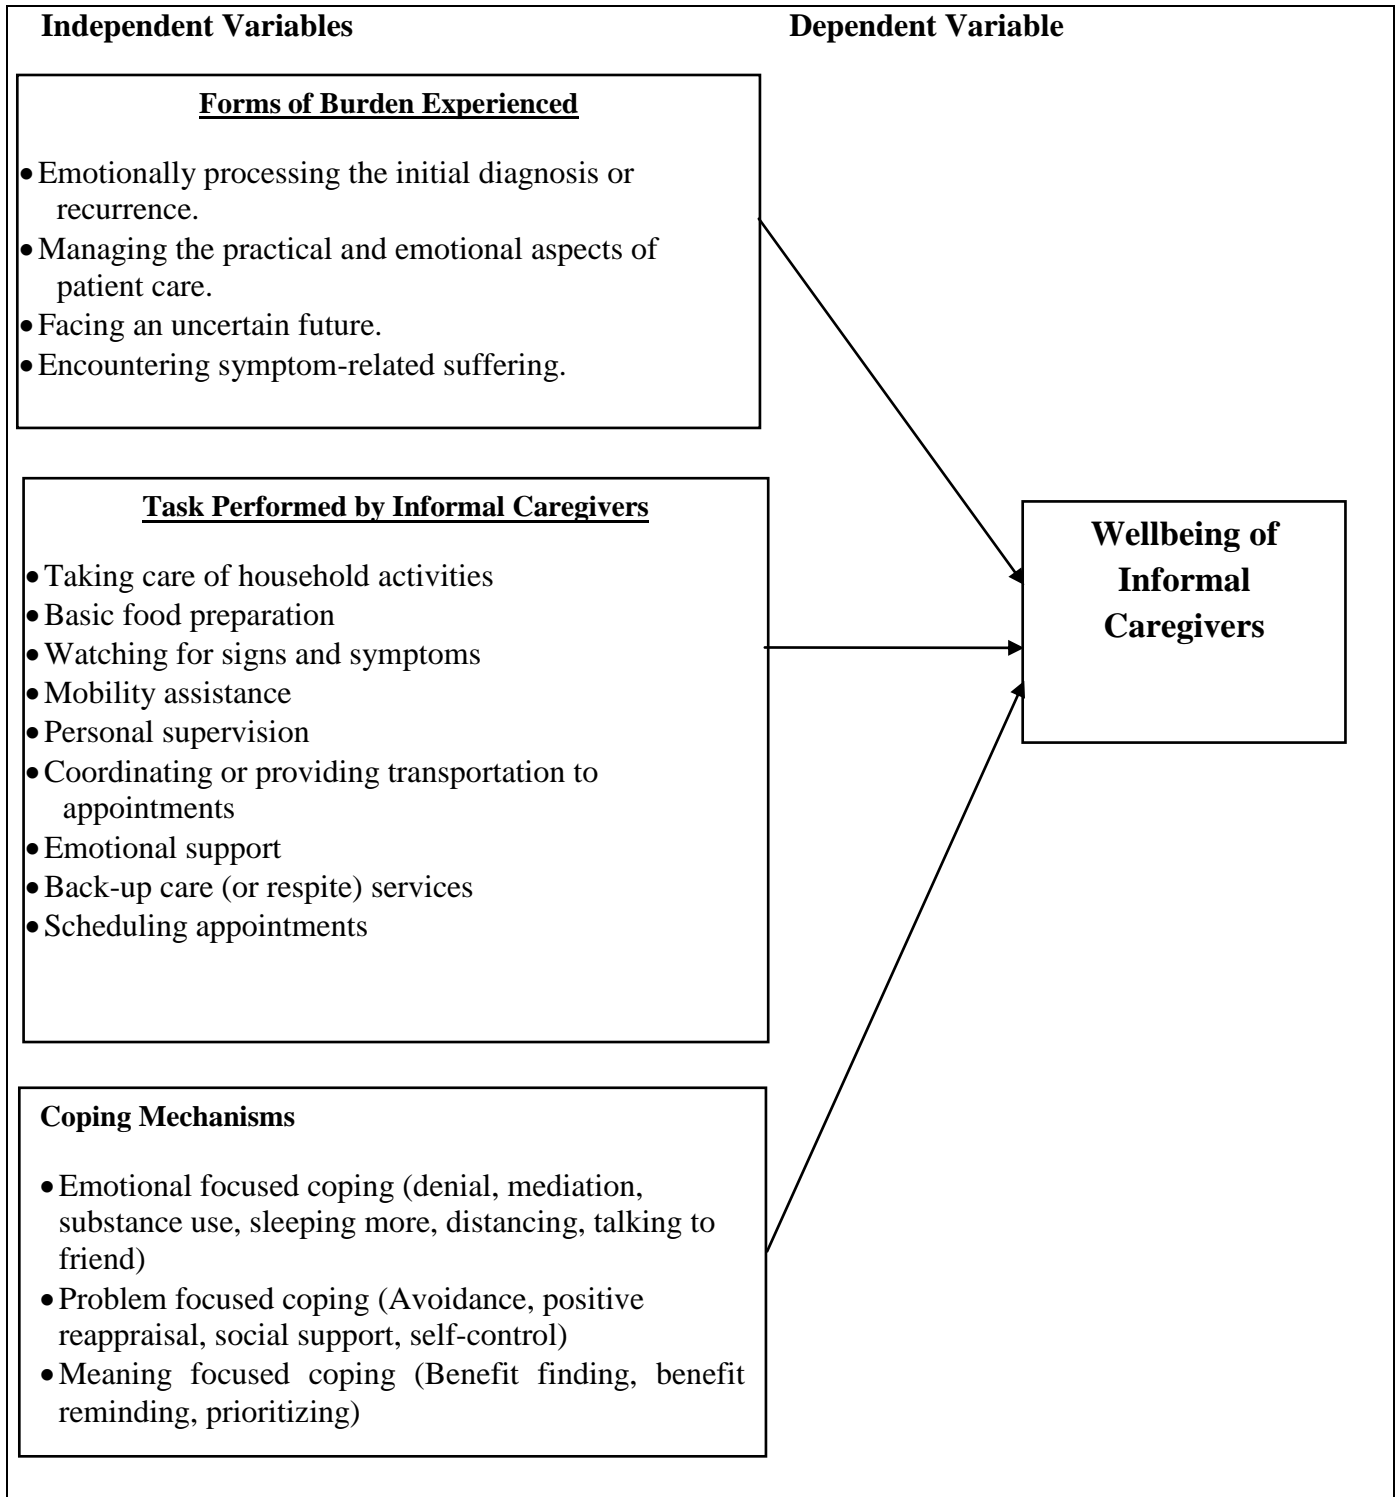 Independent Variables Dependent Variable
Forms of Burden Experienced
• Emotionally processing the initial diagnosis or
recurrence.
• Managing the practical and emotional aspects of
patient care.
• Facing an uncertain future.
• Encountering symptom-related suffering.
Task Performed by Informal Caregivers
• Taking care of household activities
• Basic food preparation
• Watching for signs and symptoms
• Mobility assistance
• Personal supervision
• Coordinating or providing transportation to
appointments
• Emotional support
• Back-up care (or respite) services
• Scheduling appointments
Wellbeing of
Informal
Caregivers
Coping Mechanisms
• Emotional focused coping (denial, mediation,
substance use, sleeping more, distancing, talking to
friend)
• Problem focused coping (Avoidance, positive
reappraisal, social support, self-control)
• Meaning focused coping (Benefit finding, benefit
reminding, prioritizing)